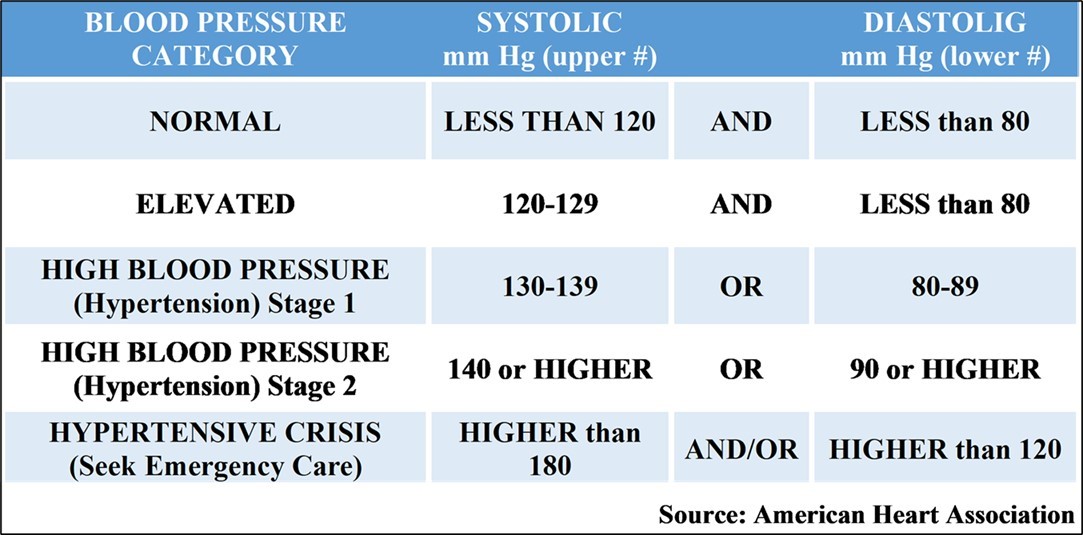 BLOOD PRESSURE CATEGORY SYSTOLIC mm Hg (upper #) DIASTOLIG mm Hg (lower #)
NORMAL LESS THAN 120 AND LESS than 80
ELEVATED 120-129 AND LESS than 80
HIGH BLOOD PRESSURE (Hypertension) Stage 1 130-139 OR 80-89
HIGH BLOOD PRESSURE (Hypertension) Stage 2 140 or HIGHER OR 90 or HIGHER
HYPERTENSIVE CRISIS (Seek Emergency Care) HIGHER than 180 AND/OR HIGHER than 120
Source: American Heart Association